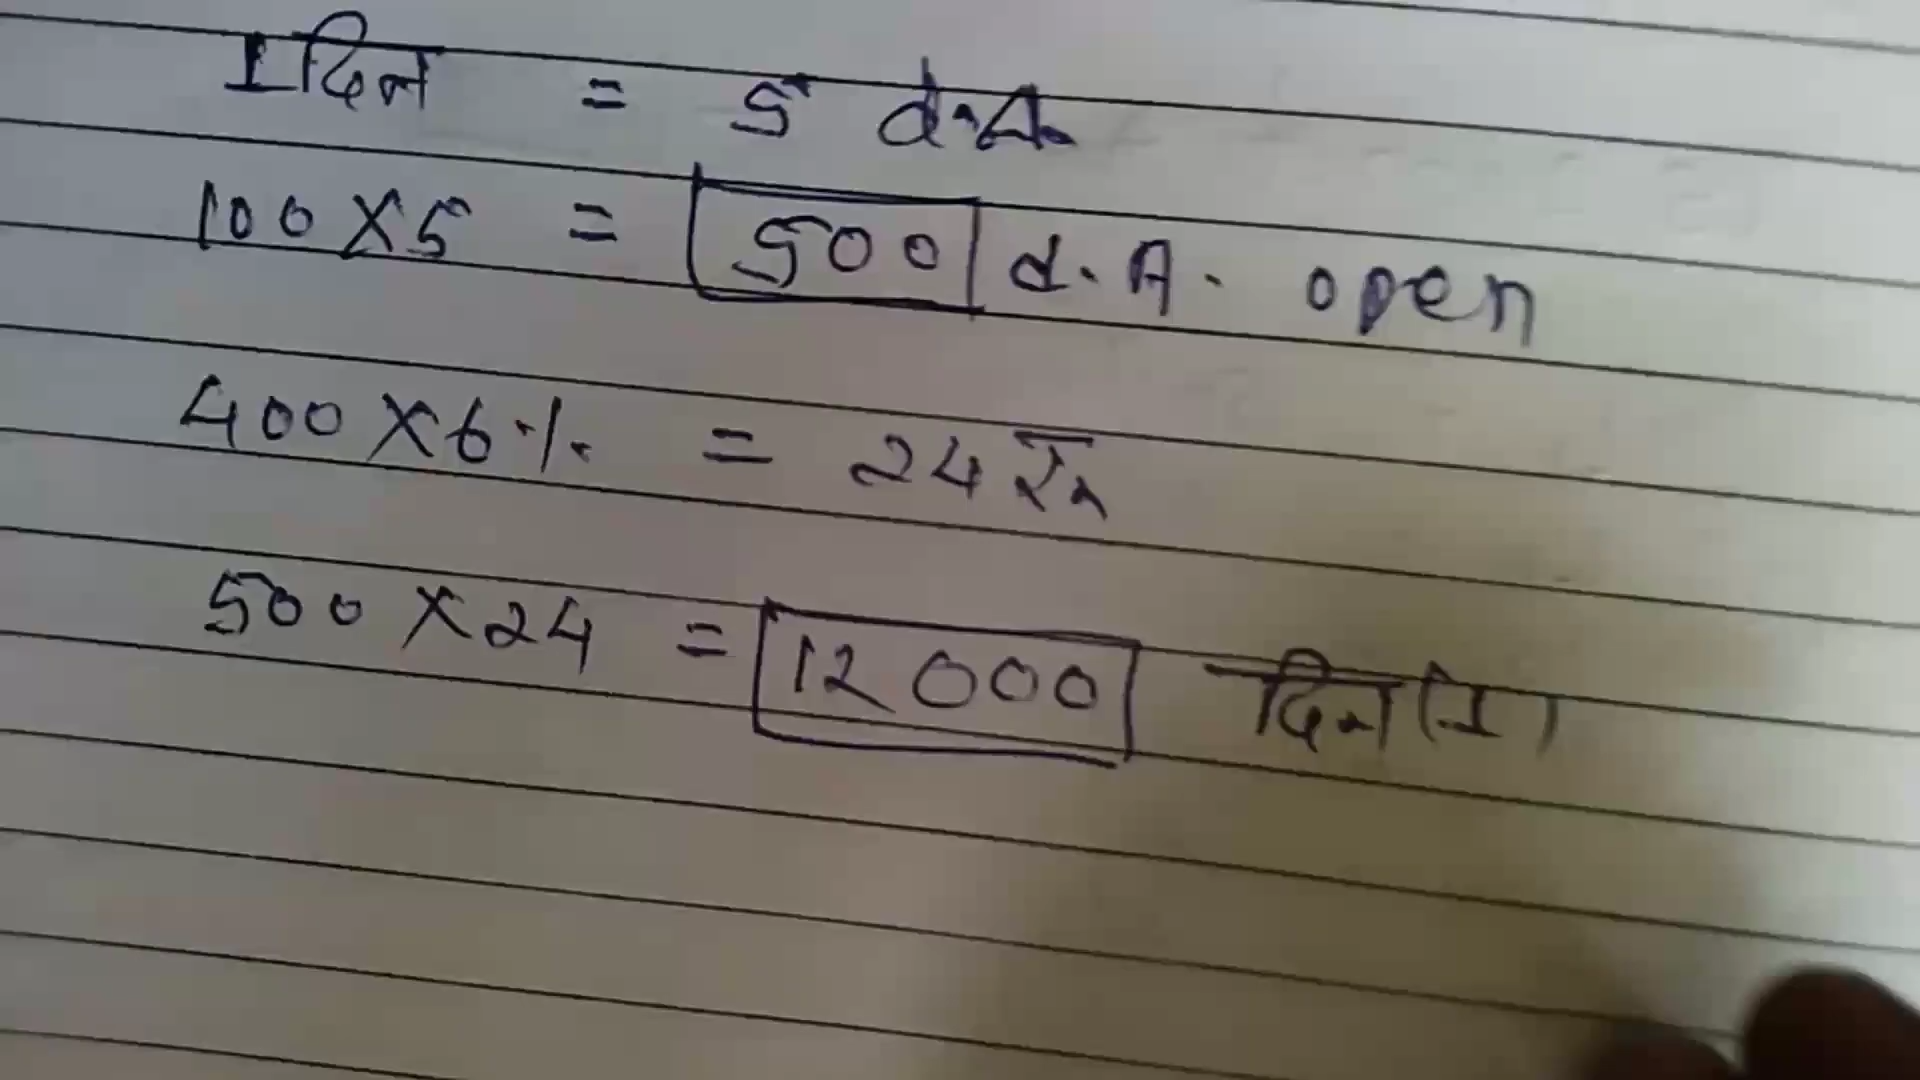 1 दिन = 5 d.A.
100 X 5 = 500 d.A. open
400 X 6% = 24 रू
500 X 24 = 12000 दिन (1)